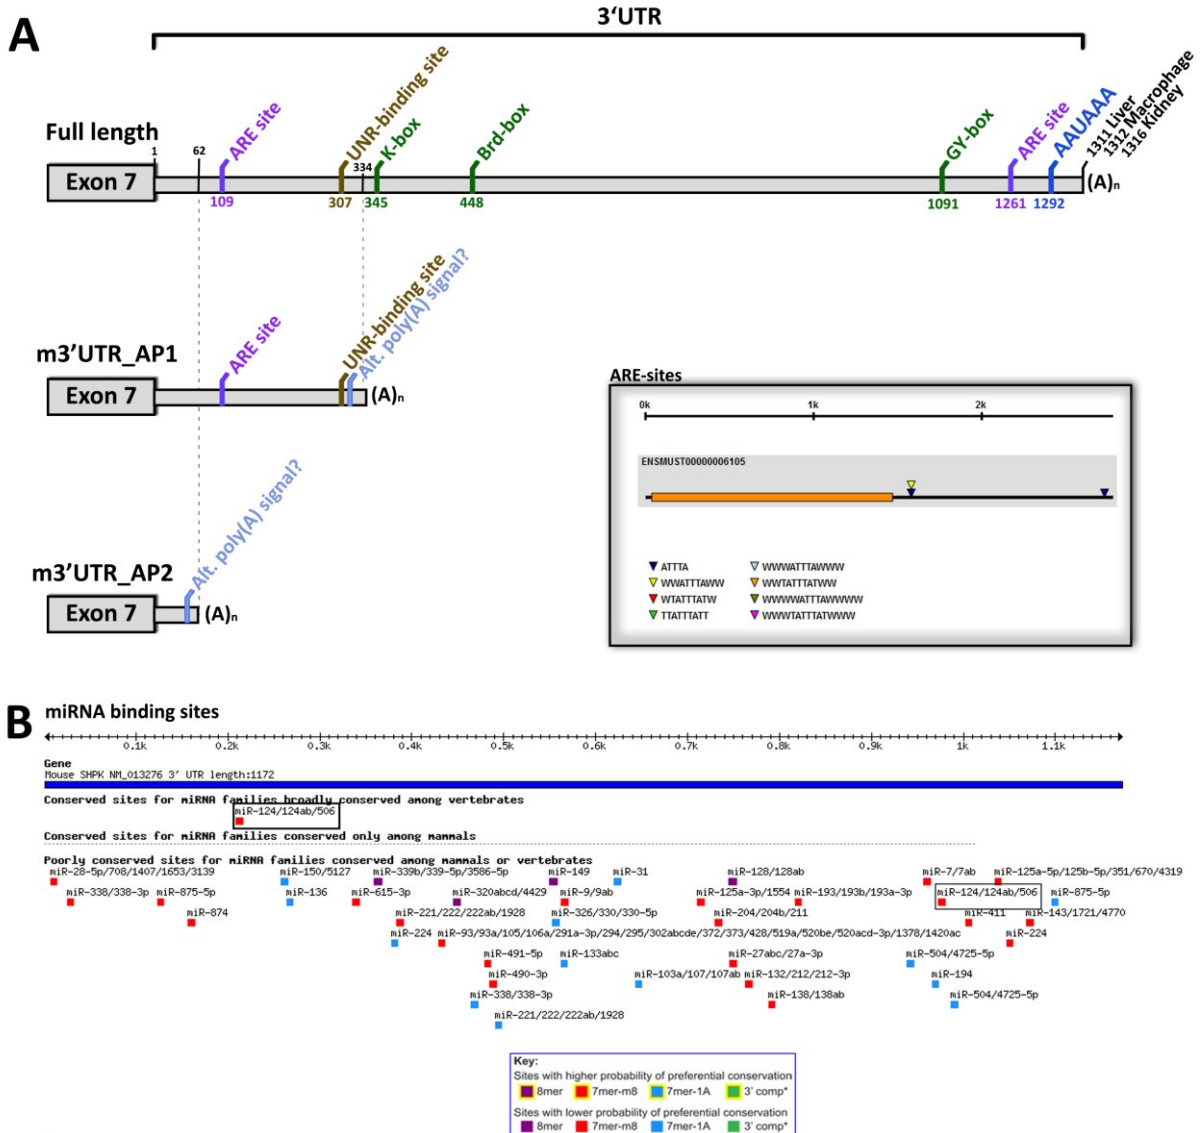 A
3‘UTR
Full length
1
62
ARE site
UNR-binding site
334
K-box
Brd-box
GY-box
ARE site
AAUAAA
1311 Liver
1312 Macrophage
1316 Kidney
Exon 7
(A)n
109
307
345
448
1091
1261
1292
m3’UTR_AP1
ARE site
UNR-binding site
Alt. poly(A) signal?
Exon 7
(A)n
m3’UTR_AP2
Alt. poly(A) signal?
Exon 7
(A)n
ARE-sites
0k 1k 2k
ENSMUST00000006105
ATTTA WWWATTTAWWW
WWATTTAWW WWTATTTATWW
WTATTTATW WWWWATTTAWWWW
TTATTTATT WWWTATTTATWWW
B
miRNA binding sites
0.1k 0.2k 0.3k 0.4k 0.5k 0.6k 0.7k 0.8k 0.9k 1k 1.1k
Gene
Mouse SHPK NM_013276 3’ UTR length:1172
Conserved sites for miRNA families broadly conserved among vertebrates
miR-124/124ab/506
Conserved sites for miRNA families conserved only among mammals
Poorly conserved sites for miRNA families conserved among mammals or vertebrates
miR-28-5p/708/1407/1653/3139 miR-150/5127 miR-339b/339-5p/3586-5p miR-149 miR-31 miR-128/128ab miR-7/7ab miR-125a-5p/125b-5p/351/670/4319
miR-338/338-3p miR-875-5p miR-136 miR-615-3p miR-320abcd/4429 miR-9/9ab miR-125a-3p/1554 miR-193/193b/193a-3p miR-124/124ab/506 miR-875-5p
miR-874 miR-221/222/222ab/1928 miR-326/330/330-5p miR-204/204b/211 miR-411 miR-143/1721/4770
miR-224 miR-93/93a/105/106a/291a-3p/294/295/302abcde/372/373/428/519a/520be/520acd-3p/1378/1420ac miR-224
miR-491-5p miR-133abc miR-27abc/27a-3p miR-504/4725-5p
miR-490-3p miR-103a/107/107ab miR-132/212/212-3p miR-194
miR-338/338-3p miR-138/138ab miR-504/4725-5p
miR-221/222/222ab/1928
Key:
Sites with higher probability of preferential conservation
8mer 7mer-m8 7mer-1A 3' comp*
Sites with lower probability of preferential conservation
8mer 7mer-m8 7mer-1A 3' comp*